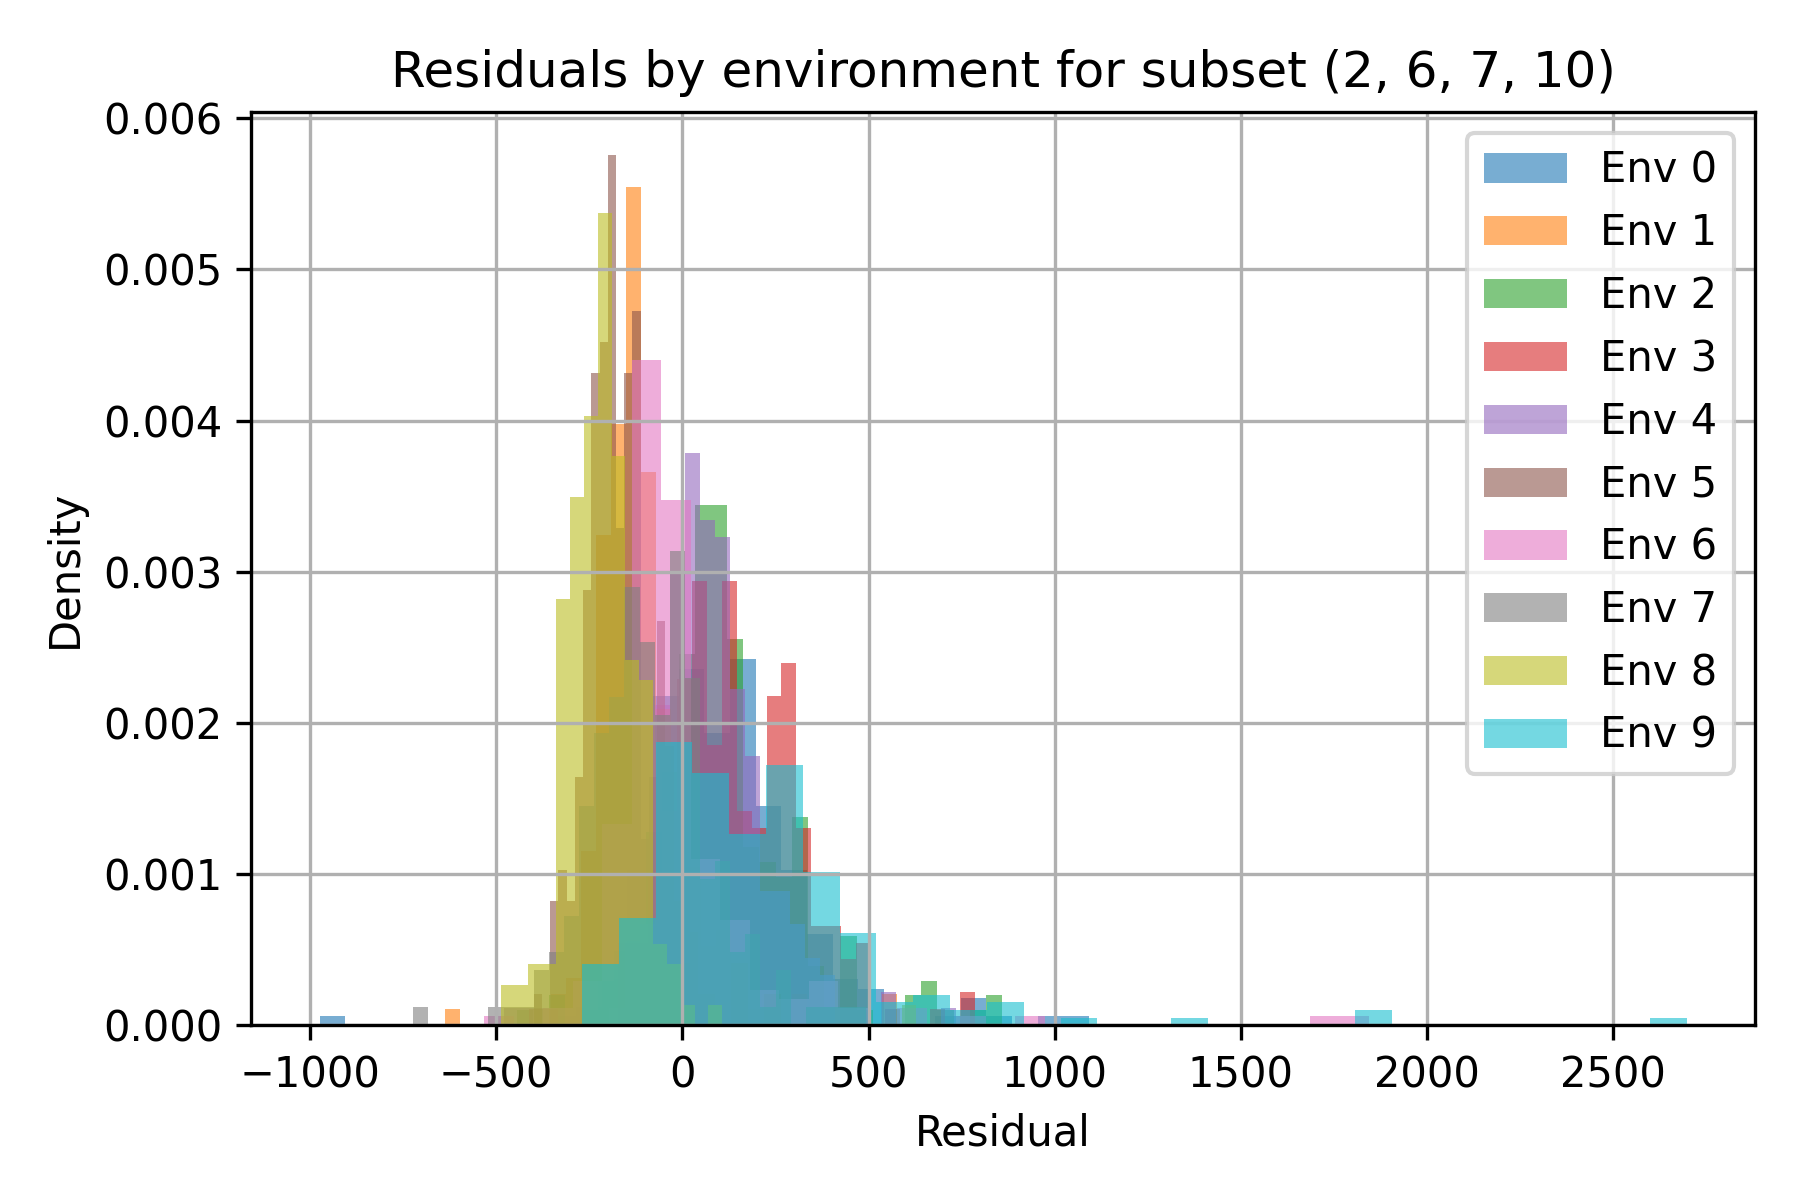 Residuals by environment for subset (2, 6, 7, 10)
0.006
0.005
0.004
0.003
0.002
0.001
0.000
Density
−1000 −500 0 500 1000 1500 2000 2500
Residual
Env 0
Env 1
Env 2
Env 3
Env 4
Env 5
Env 6
Env 7
Env 8
Env 9